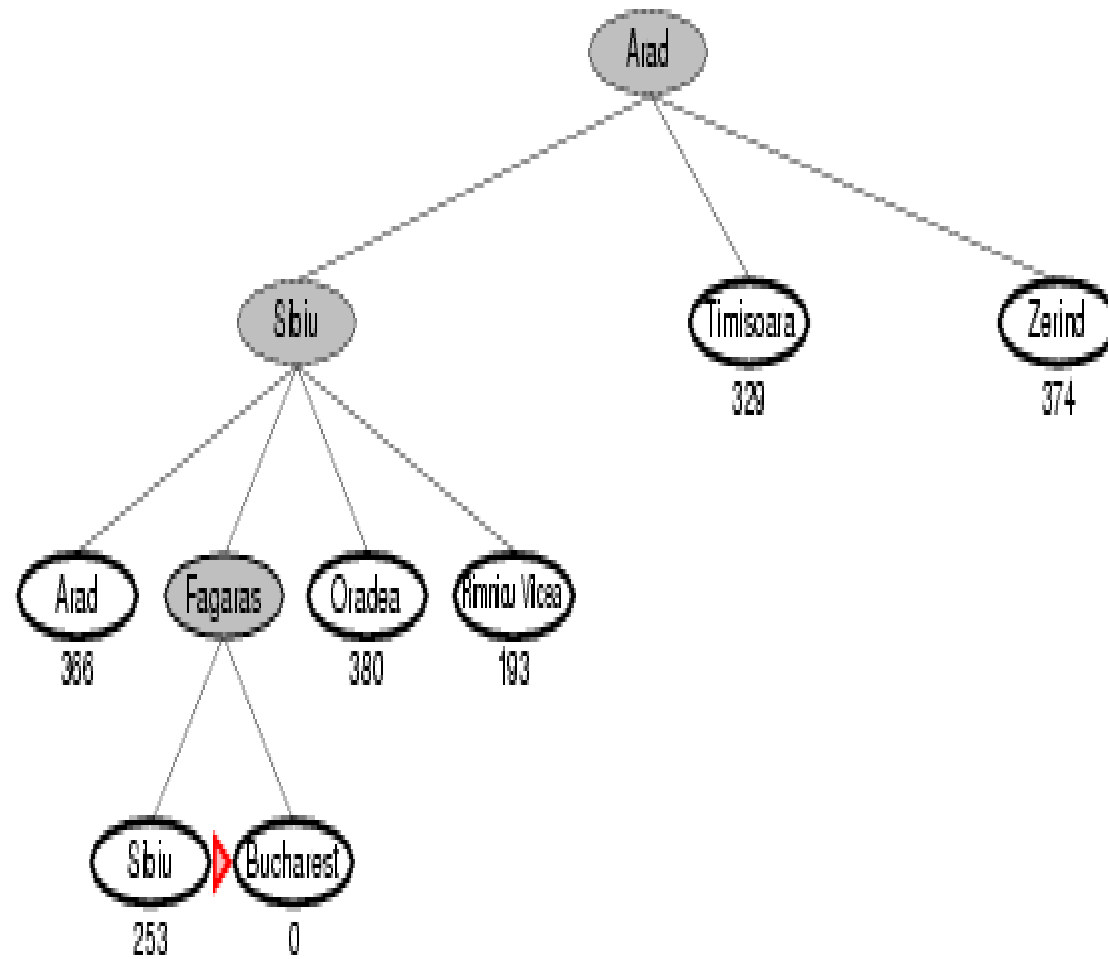 Arad
Sibiu
Timisoara
Zerind
329
374
Arad
Fagaras
Oradea
Rimnicu Vilcea
366
380
193
Sibiu
Bucharest
253
0